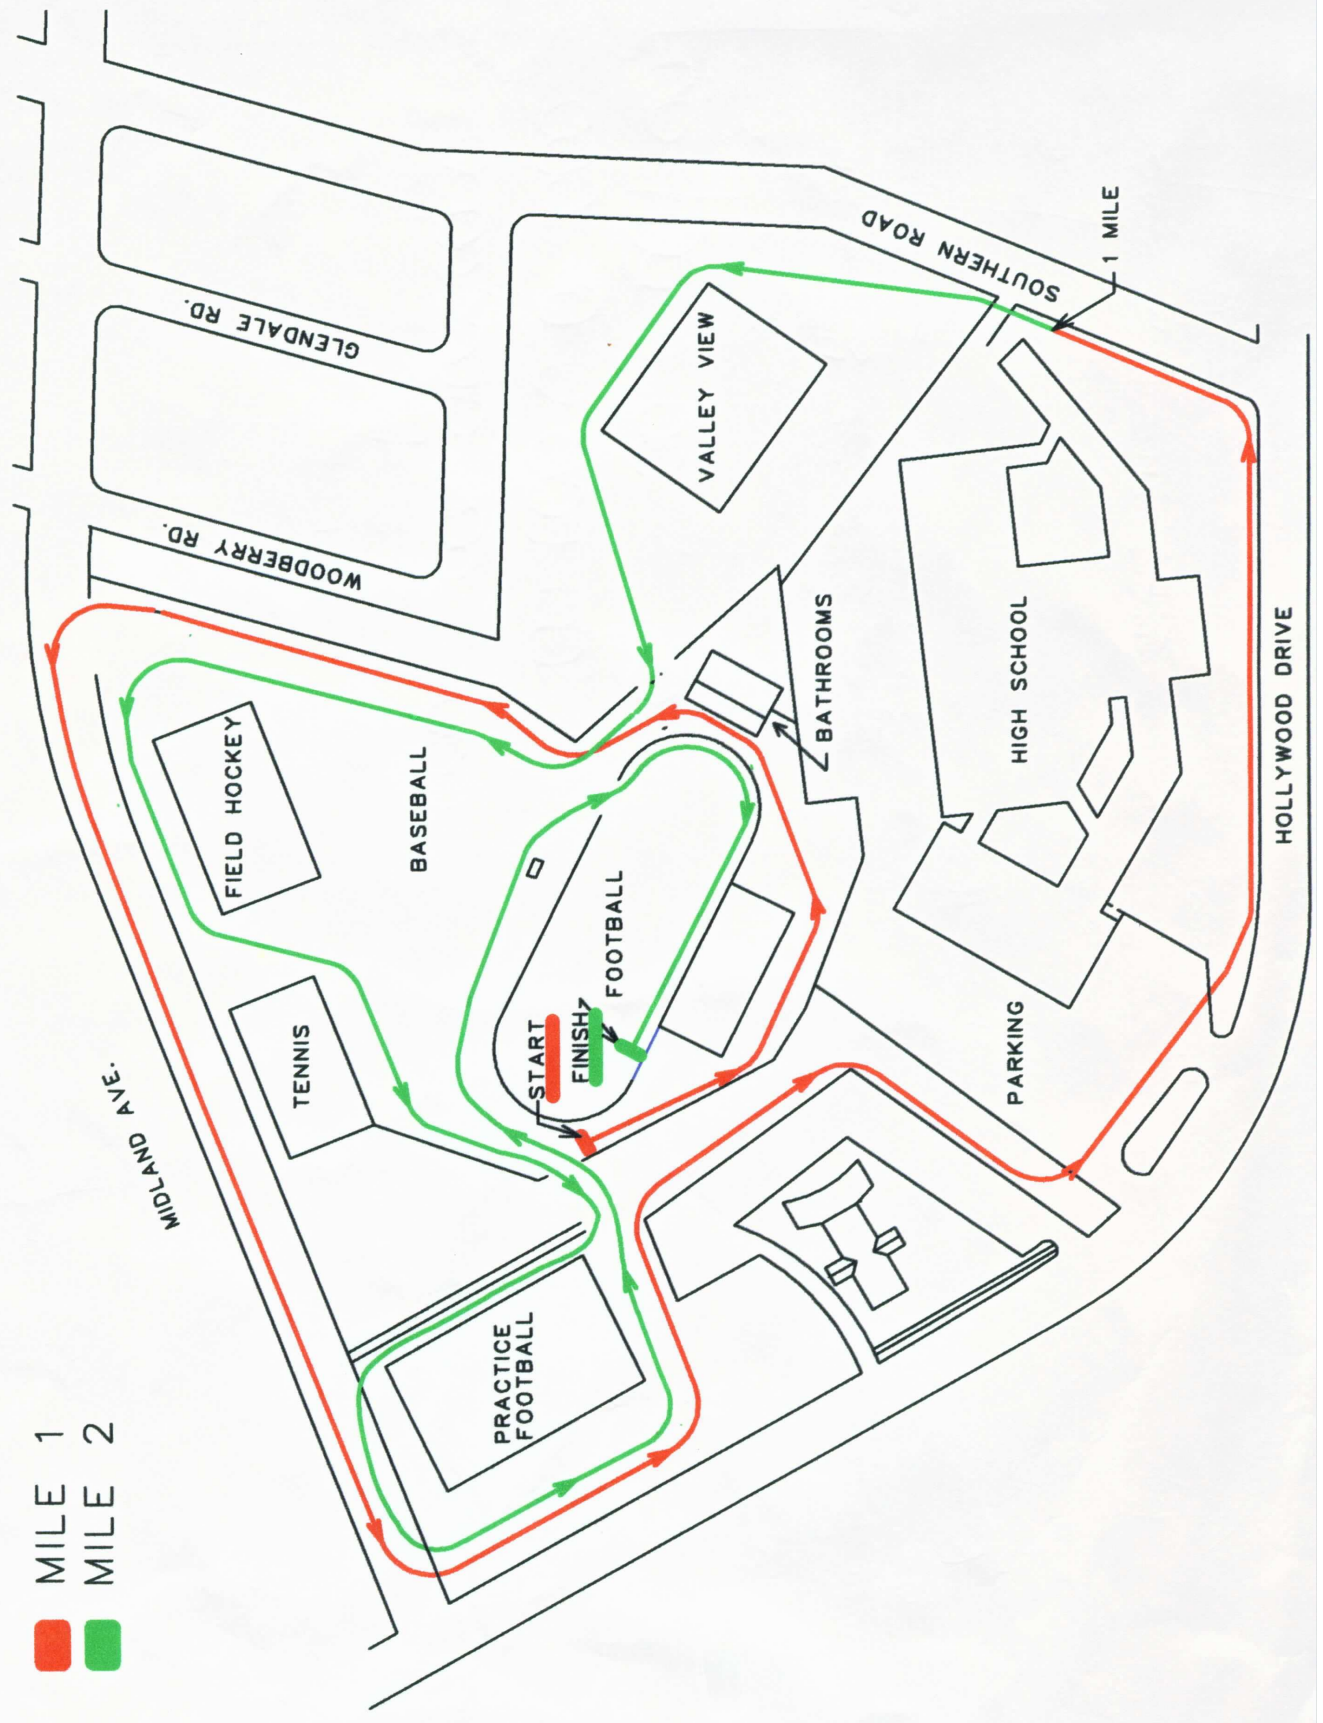 MILE 1
MILE 2
MIDLAND AVE.
WOODBERRY RD.
GLENDALE RD.
SOUTHERN ROAD
1 MILE
HOLLYWOOD DRIVE
FIELD HOCKEY
TENNIS
BASEBALL
PRACTICE
FOOTBALL
START
FINISH
FOOTBALL
VALLEY VIEW
BATHROOMS
HIGH SCHOOL
PARKING